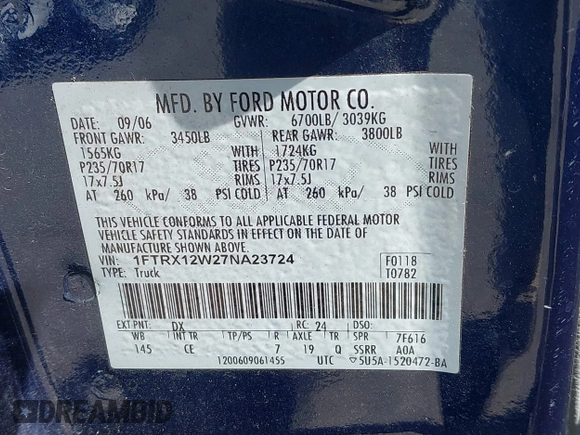 MFD. BY FORD MOTOR CO.
DATE: 09/06 GVWR: 6700LB/ 3039KG
FRONT GAWR: 3450LB REAR GAWR: 3800LB
1565KG WITH 1724KG WITH
P235/70R17 TIRES P235/70R17 TIRES
17x7.5J RIMS 17x7.5J RIMS
AT 260 kPa/ 38 PSI COLD AT 260 kPa/ 38 PSI COLD
THIS VEHICLE CONFORMS TO ALL APPLICABLE FEDERAL MOTOR
VEHICLE SAFETY STANDARDS IN EFFECT ON THE DATE OF
MANUFACTURE SHOWN ABOVE.
VIN: 1FTRX12W27NA23724 F0118
TYPE: Truck T0782
EXT PNT: DX RC: 24 DSO:
WB INT TR TP/PS R AXLE TR SPR 7F616
145 CE 7 19 Q SSRR A0A
1200609061455 UTC ▽5U5A-1520472-BA
DREAMBID